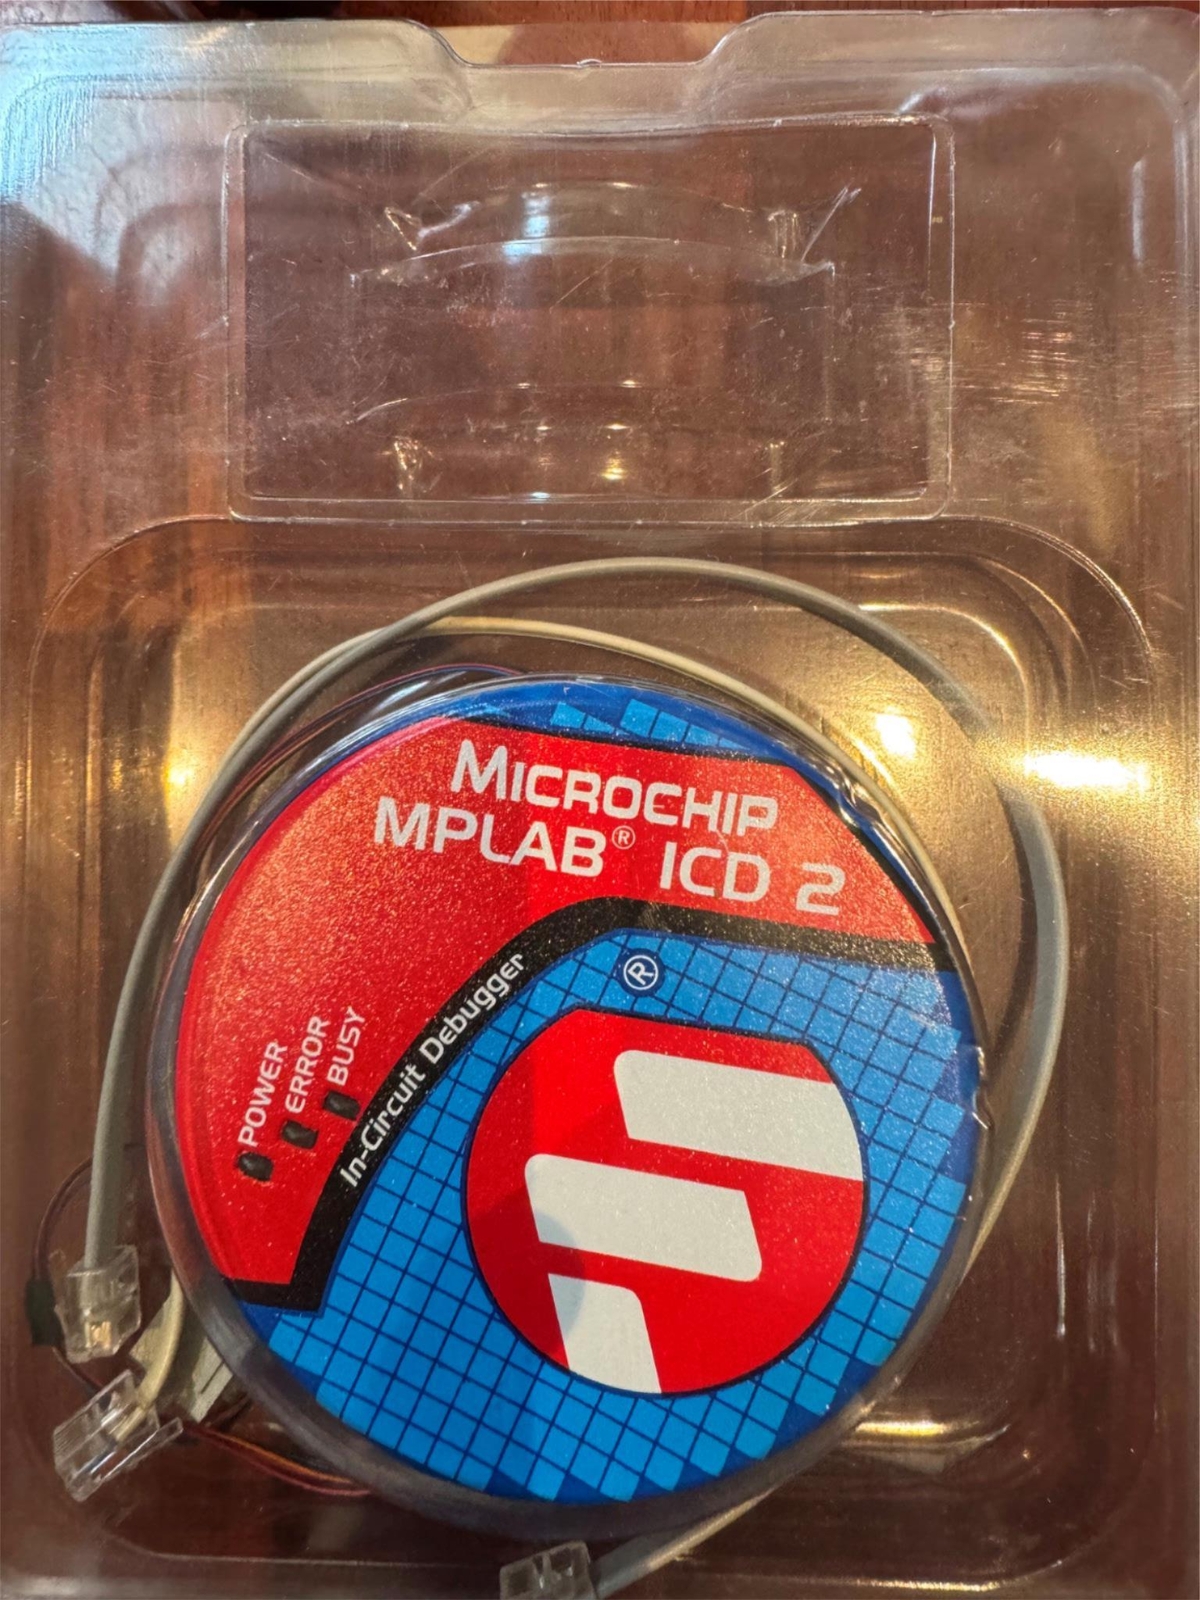 MICROCHIP
MPLAB® ICD 2
®
In-Circuit Debugger
POWER
ERROR
BUSY